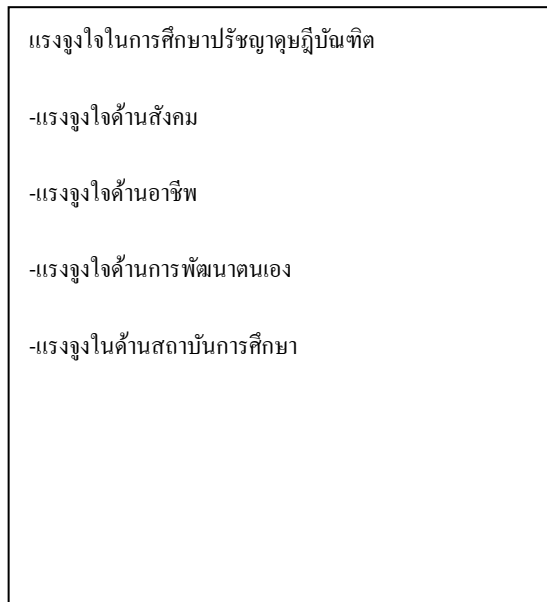 แรงจูงใจในการศึกษาปรัชญาดุษฎีบัณฑิต
-แรงจูงใจด้านสังคม
-แรงจูงใจด้านอาชีพ
-แรงจูงใจด้านการพัฒนาตนเอง
-แรงจูงในด้านสถาบันการศึกษา